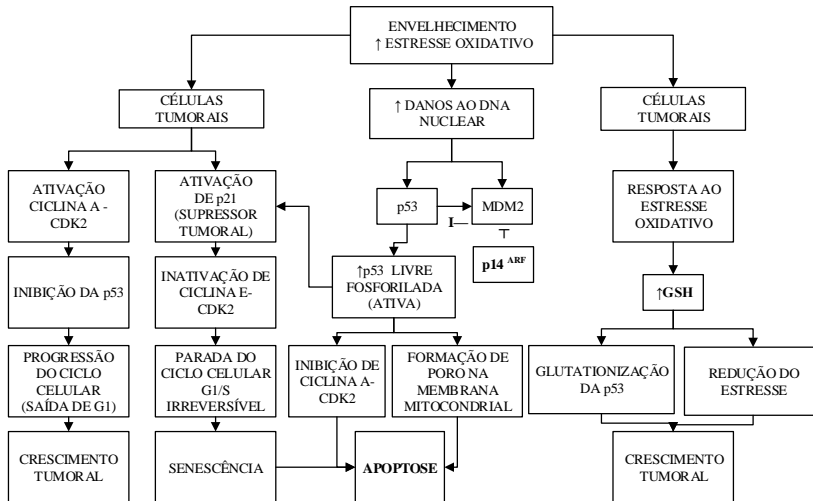 ENVELHECIMENTO
↑ ESTRESSE OXIDATIVO
CÉLULAS
TUMORAIS
↑ DANOS AO DNA
NUCLEAR
CÉLULAS
TUMORAIS
ATIVAÇÃO
CICLINA A -
CDK2
ATIVAÇÃO
DE p21
(SUPRESSOR
TUMORAL)
p53
I—
MDM2
┬
p14 ARF
RESPOSTA AO
ESTRESSE
OXIDATIVO
INIBIÇÃO DA p53
INATIVAÇÃO DE
CICLINA E-
CDK2
↑p53 LIVRE
FOSFORILADA
(ATIVA)
↑GSH
PROGRESSÃO
DO CICLO
CELULAR
(SAÍDA DE G1)
PARADA DO
CICLO CELULAR
G1/S
IRREVERSÍVEL
INIBIÇÃO DE
CICLINA A-
CDK2
FORMAÇÃO DE
PORO NA
MEMBRANA
MITOCONDRIAL
GLUTATIONIZAÇÃO
DA p53
REDUÇÃO DO
ESTRESSE
CRESCIMENTO
TUMORAL
SENESCÊNCIA
APOPTOSE
CRESCIMENTO
TUMORAL